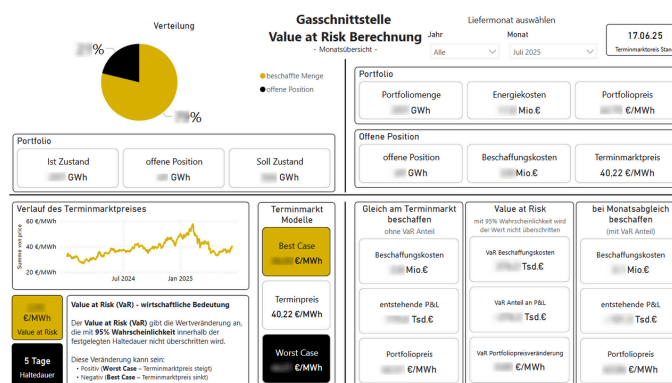 Verteilung
%
%
beschaffte Menge
offene Position
Gasschnittstelle
Value at Risk Berechnung
- Monatsübersicht -
Liefermonat auswählen
Jahr
Monat
Alle
Juli 2025
17.06.25
Terminmarktpreis Stan
Portfolio
Ist Zustand
GWh
offene Position
GWh
Soll Zustand
GWh
Portfolio
Portfoliomenge
GWh
Energiekosten
Mio.€
Portfoliopreis
€/MWh
Offene Position
offene Position
GWh
Beschaffungskosten
Mio.€
Terminmarktpreis
40,22 €/MWh
Verlauf des Terminmarktpreises
Summe von price
60 €/MWh
40 €/MWh
20 €/MWh
Jul 2024
Jan 2025
€/MWh
Value at Risk
5 Tage
Haltedauer
Value at Risk (VaR) - wirtschaftliche Bedeutung
Der Value at Risk (VaR) gibt die Wertveränderung an,
die mit 95% Wahrscheinlichkeit innerhalb der
festgelegten Haltedauer nicht überschritten wird.
Diese Veränderung kann sein:
• Positiv (Worst Case – Terminmarktpreis steigt)
• Negativ (Best Case – Terminmarktpreis sinkt)
Terminmarkt
Modelle
Best Case
€/MWh
Terminpreis
40,22 €/MWh
Worst Case
€/MWh
Gleich am Terminmarkt
beschaffen
ohne VaR Anteil
Beschaffungskosten
Mio.€
entstehende P&L
Tsd.€
Portfoliopreis
€/MWh
Value at Risk
mit 95% Wahrscheinlichkeit wird
der Wert nicht überschritten
VaR Beschaffungskosten
Tsd.€
VaR Anteil an P&L
Tsd.€
VaR Portfoliopreisveränderung
€/MWh
bei Monatsabgleich
beschaffen
(mit VaR Anteil)
Beschaffungskosten
Mio.€
entstehende P&L
Tsd.€
Portfoliopreis
€/MWh